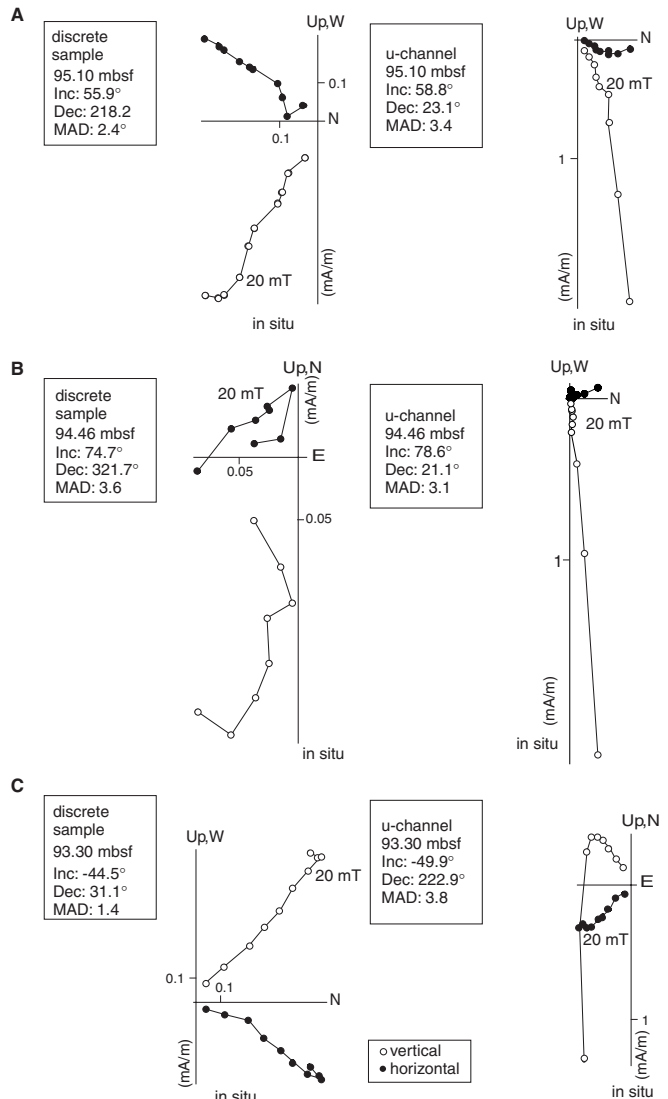 A
discrete
sample
95.10 mbsf
Inc: 55.9°
Dec: 218.2
MAD: 2.4°
Up,W
0.1
N
0.1
20 mT
(mA/m)
in situ
u-channel
95.10 mbsf
Inc: 58.8°
Dec: 23.1°
MAD: 3.4
Up,W
N
20 mT
1
(mA/m)
in situ
B
discrete
sample
94.46 mbsf
Inc: 74.7°
Dec: 321.7°
MAD: 3.6
Up,N
20 mT
(mA/m)
E
0.05
0.05
in situ
u-channel
94.46 mbsf
Inc: 78.6°
Dec: 21.1°
MAD: 3.1
Up,W
N
20 mT
1
(mA/m)
in situ
C
discrete
sample
93.30 mbsf
Inc: -44.5°
Dec: 31.1°
MAD: 1.4
Up,W
20 mT
0.1
0.1
N
(mA/m)
in situ
u-channel
93.30 mbsf
Inc: -49.9°
Dec: 222.9°
MAD: 3.8
Up,N
E
20 mT
1
(mA/m)
in situ
vertical
horizontal